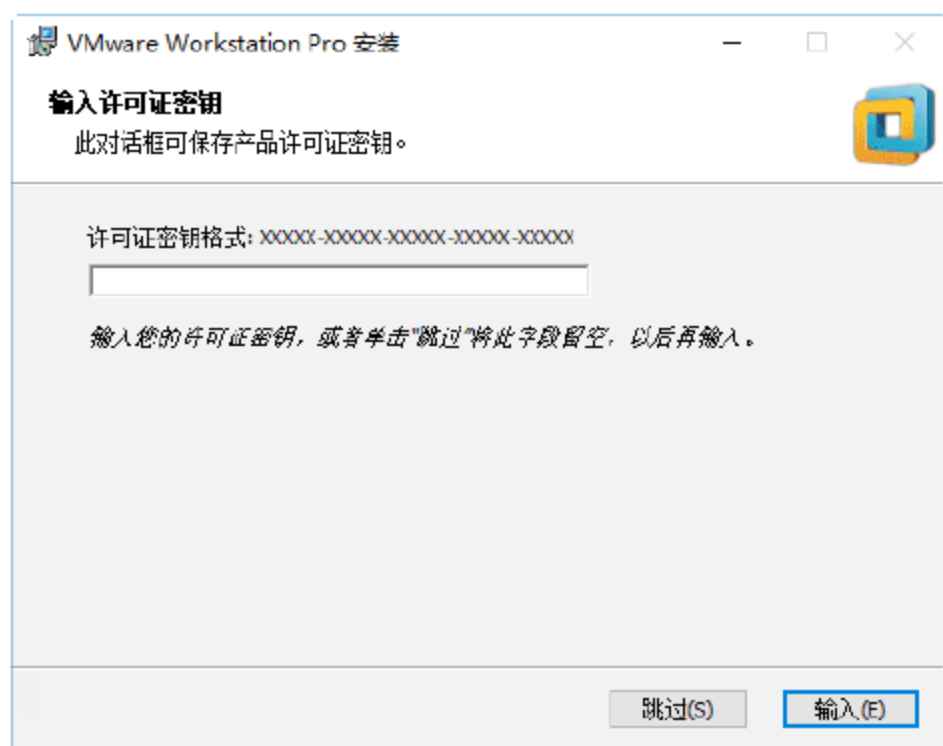 VMware Workstation Pro 安装
输入许可证密钥
此对话框可保存产品许可证密钥。
许可证密钥格式: XXXXX-XXXXX-XXXXX-XXXXX-XXXXX
输入您的许可证密钥，或者单击"跳过"将此字段留空，以后再输入。
跳过(S) 输入(E)